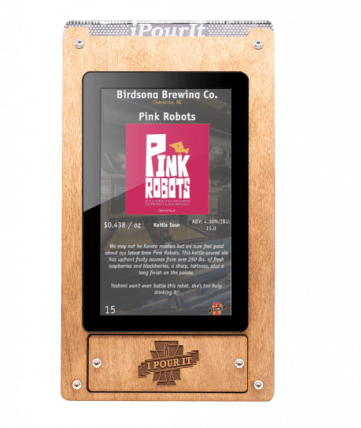 iPourIt
Birdsong Brewing Co.
Charlotte, NC
Pink Robots
PINK
ROBOTS
$0.438 / oz
Kettle Sour
ABV: 4.30% IBU:
15.0
We may not be Karate masters but we sure feel good
about our latest brew Pink Robots. This kettle-soured ale
has upfront fruity aromas from over 250 lbs. of fresh
raspberries and blackberries, a sharp, tartness, plus a
long finish on the palate.
Yoshimi won't even battle this robot, she's too busy
drinking it!
15
I POUR IT